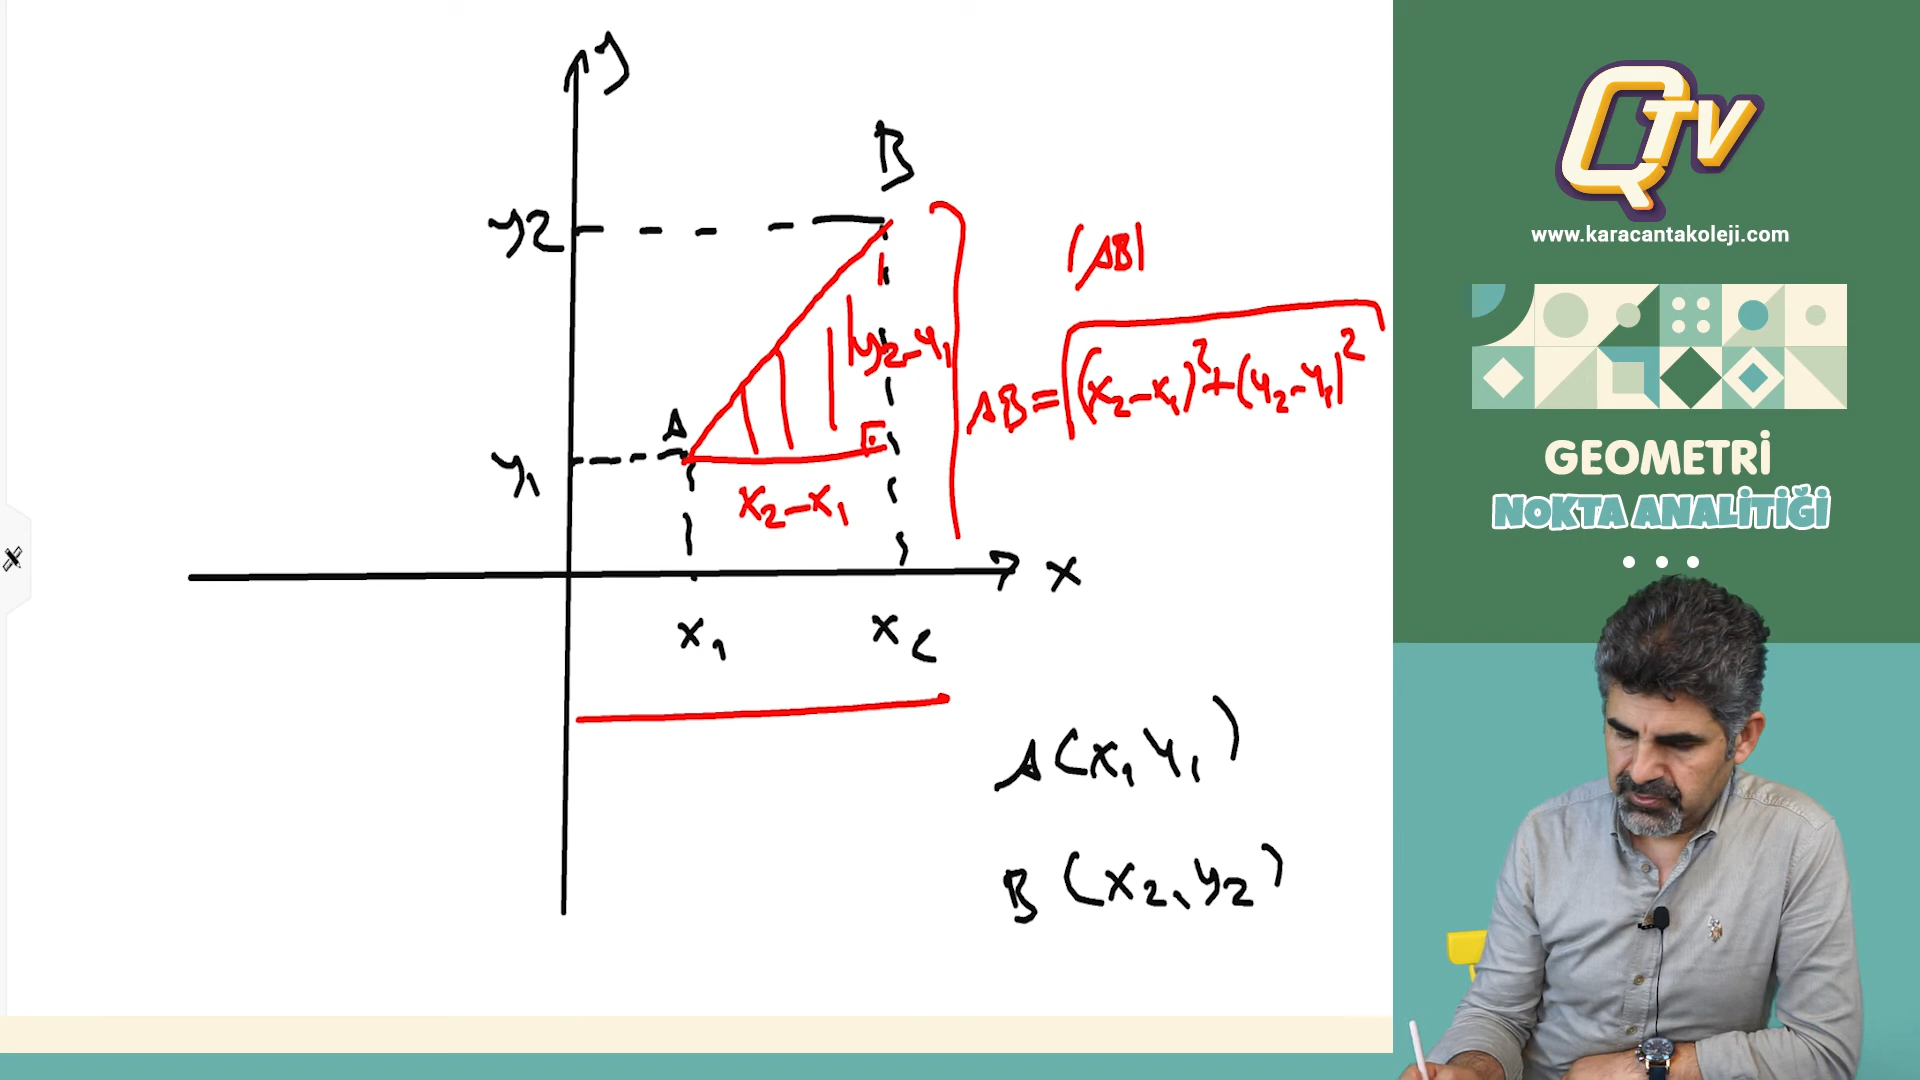 y
B
y2
|AB|
y2-y1
AB = √(x2-x1)²+(y2-y1)²
A
y1
x2-x1
x
x1
x2
A(x1 y1)
B(x2, y2)
QTV
www.karacantakoleji.com
GEOMETRİ
NOKTA ANALİTİĞİ